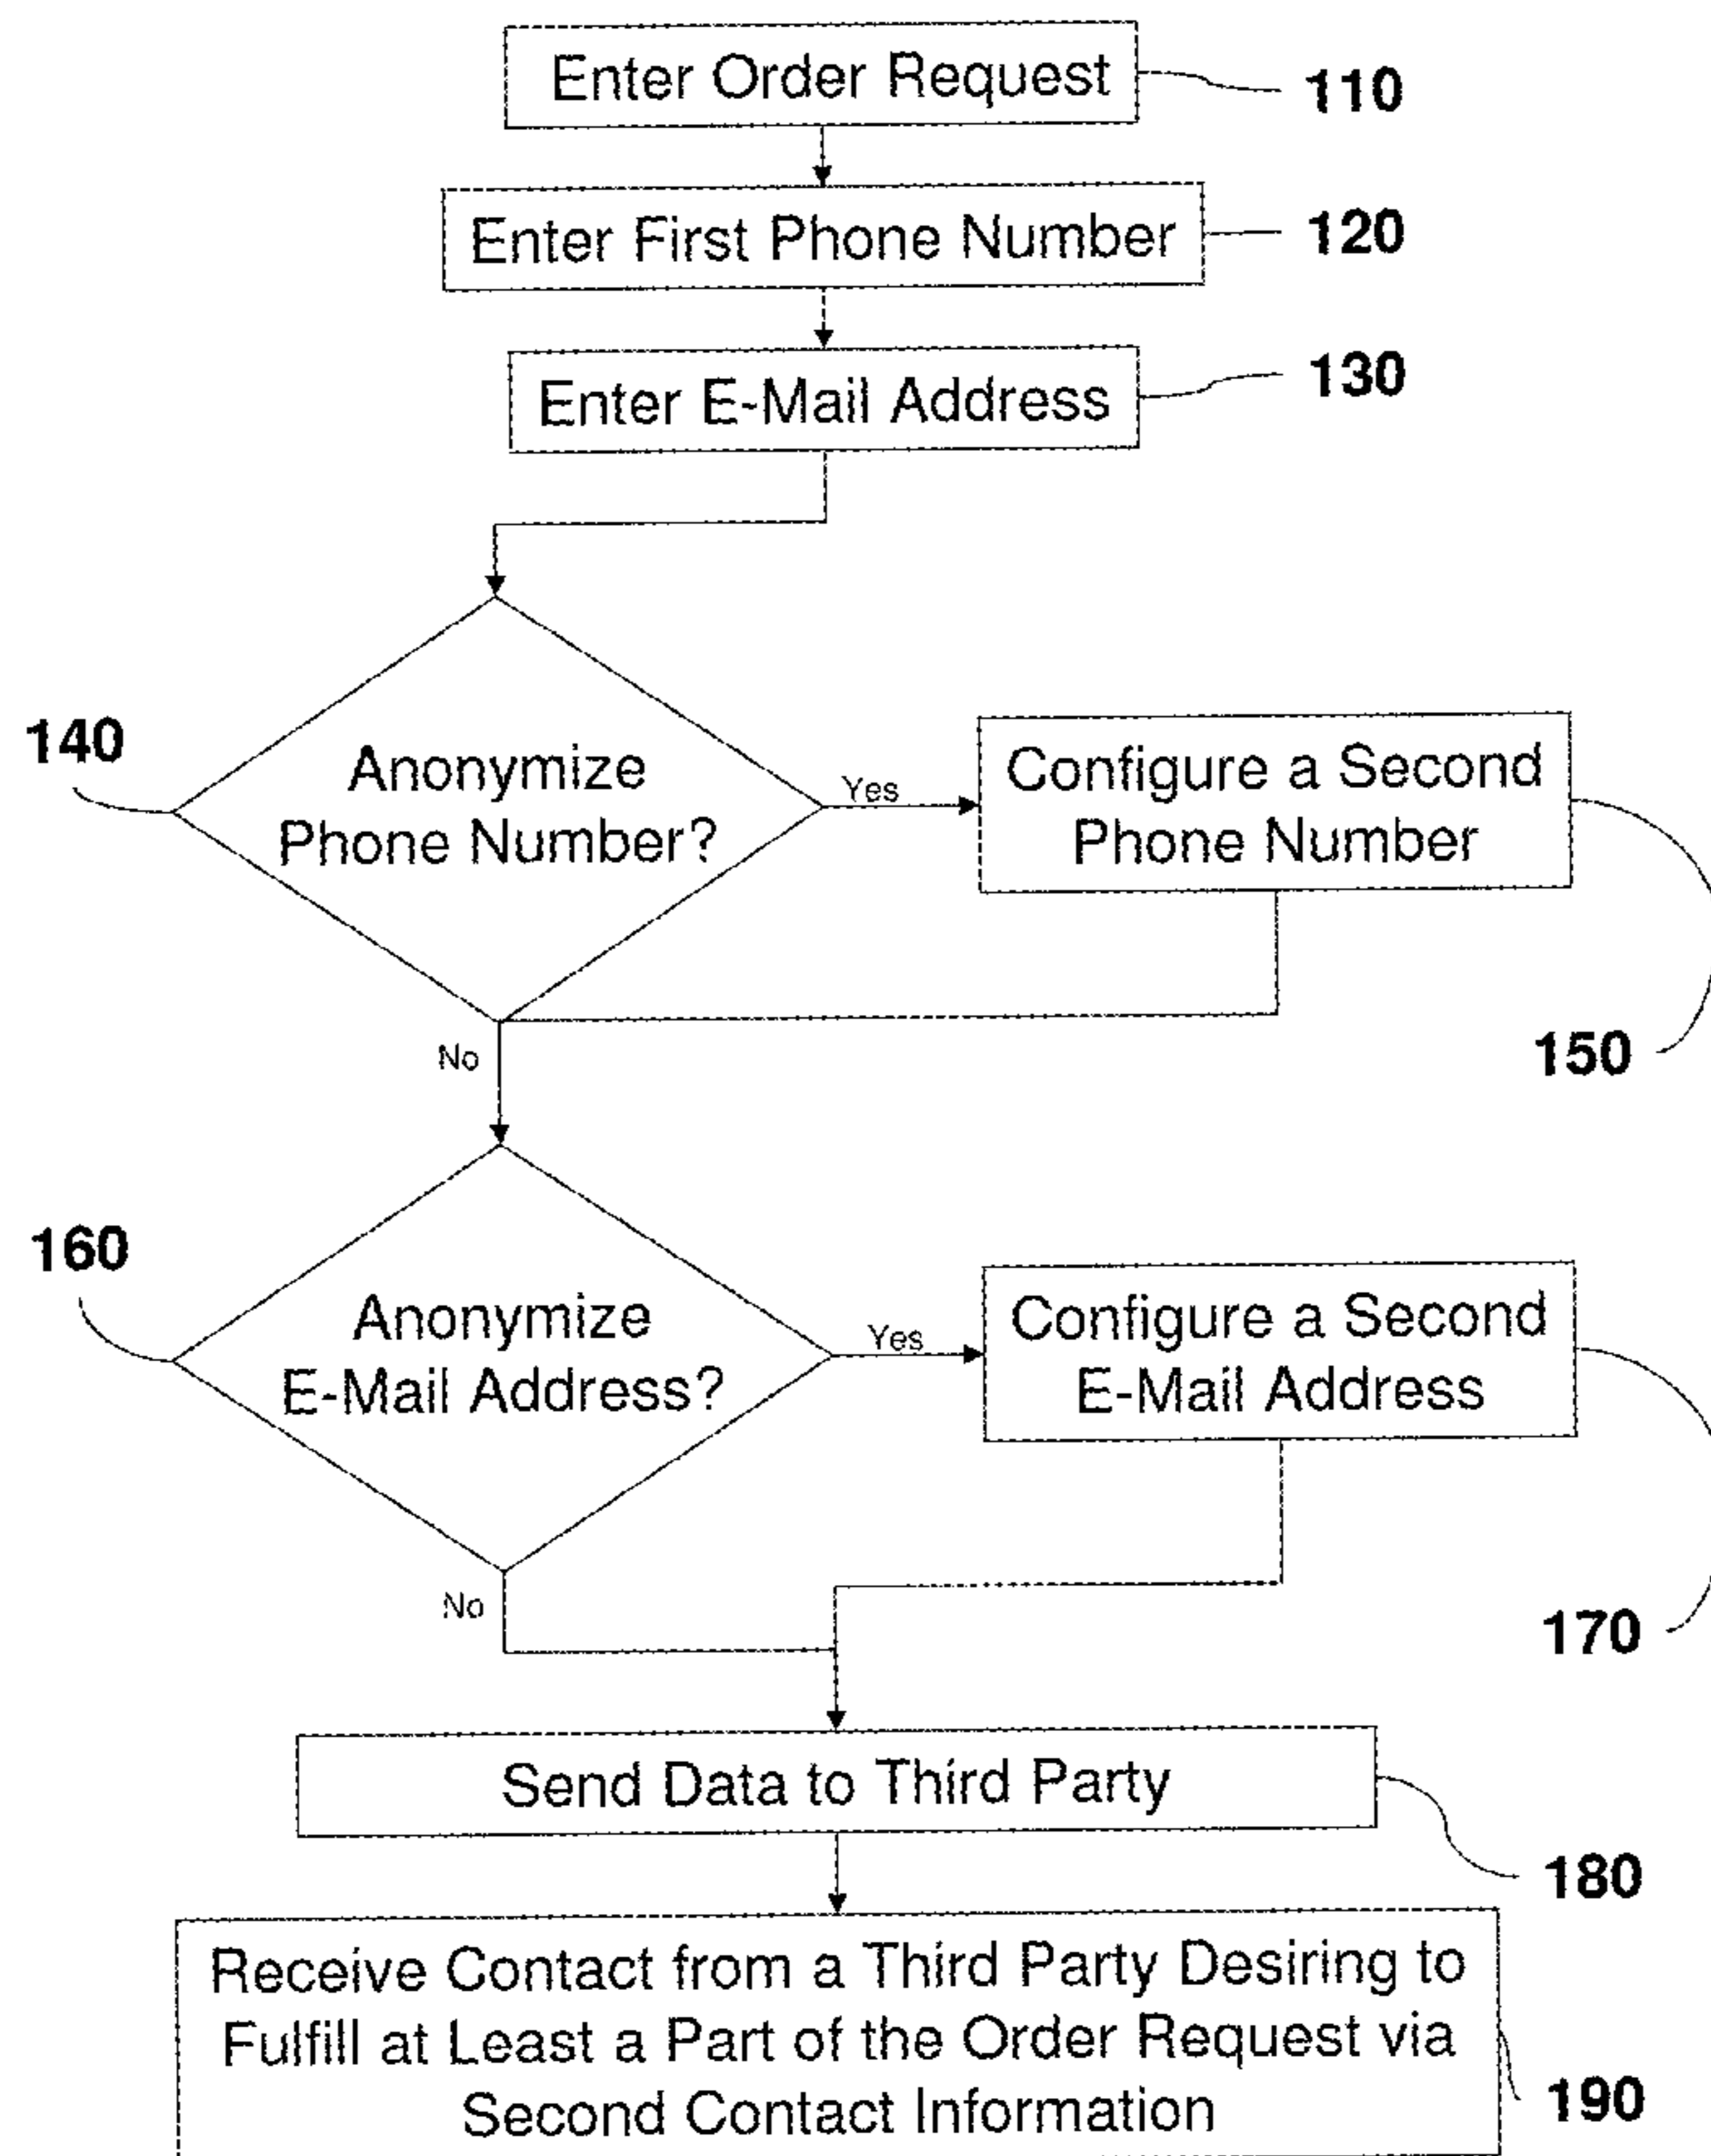 Enter Order Request
110
Enter First Phone Number
120
Enter E-Mail Address
130
140
Anonymize
Phone Number?
Yes
Configure a Second
Phone Number
150
No
160
Anonymize
E-Mail Address?
Yes
Configure a Second
E-Mail Address
170
No
Send Data to Third Party
180
Receive Contact from a Third Party Desiring to
Fulfill at Least a Part of the Order Request via
Second Contact Information
190